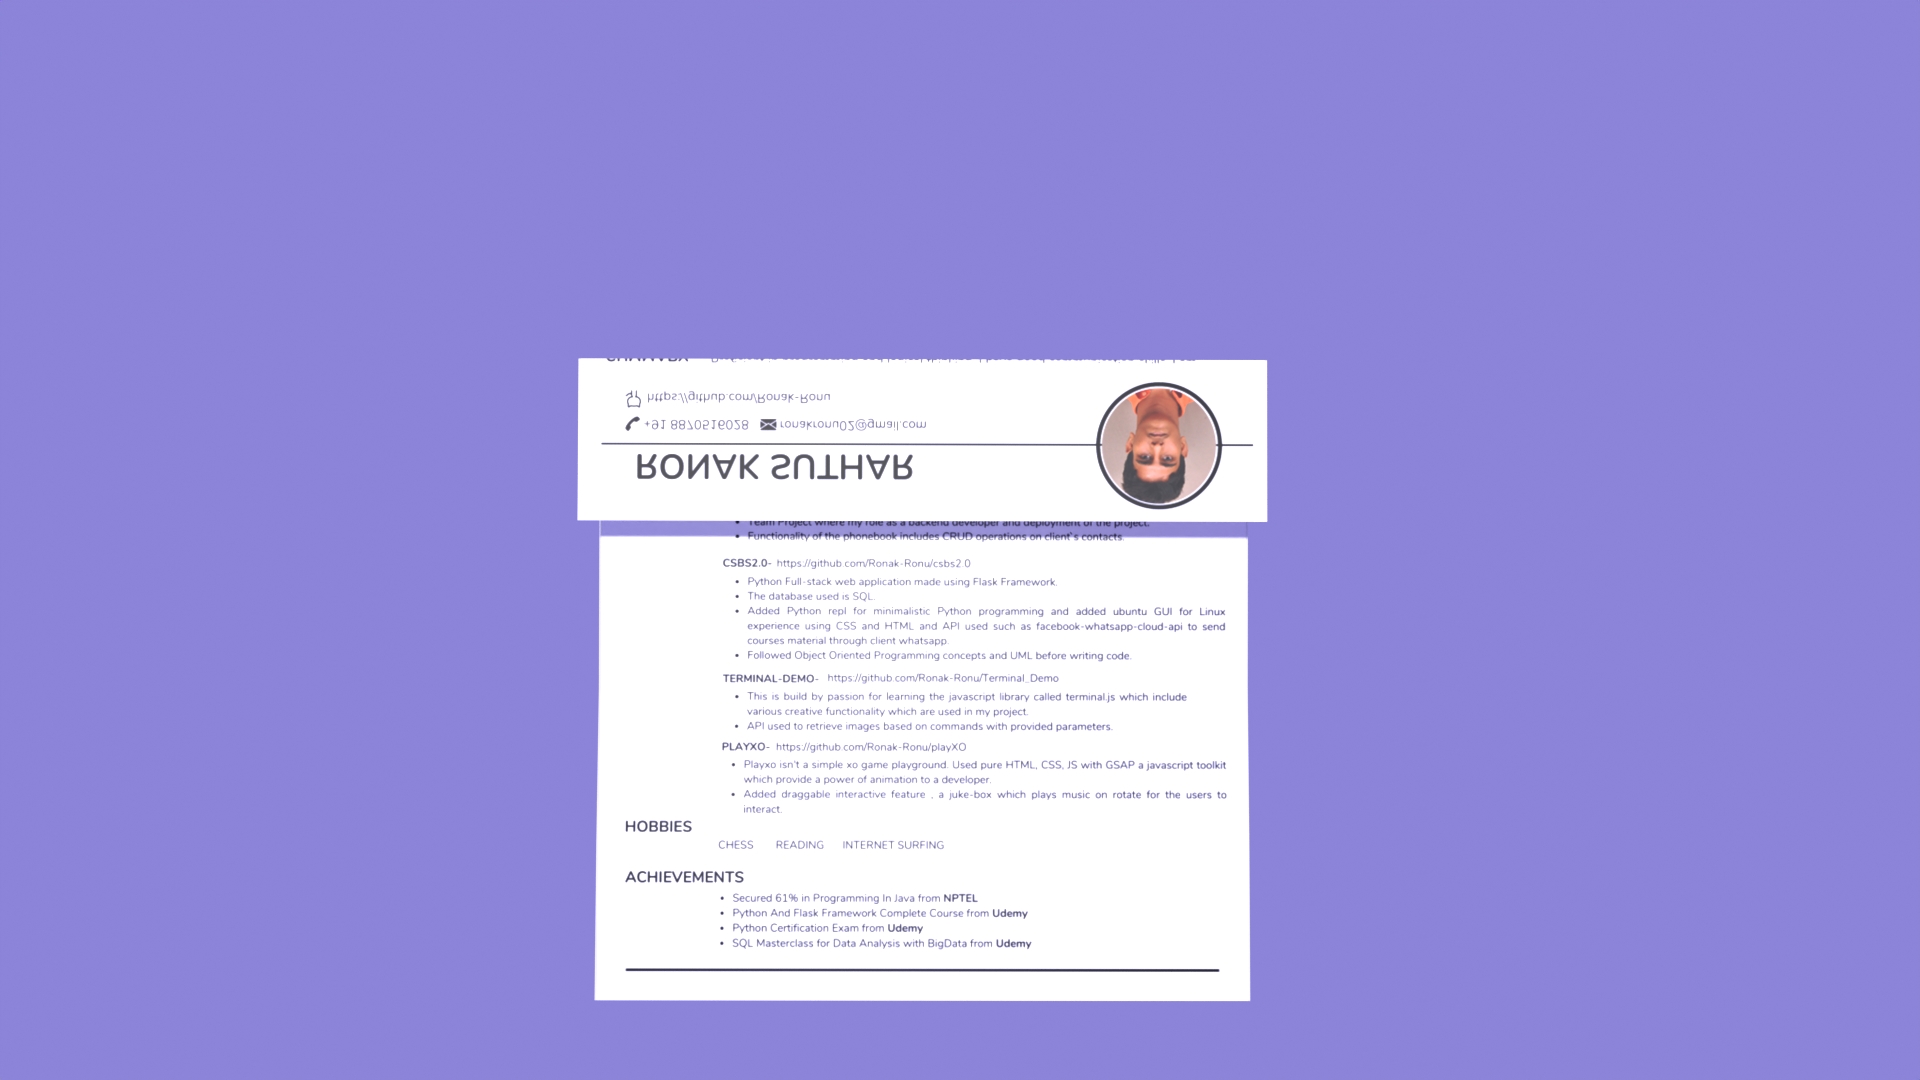 https://github.com/Ronak-Ronu
+91 8870516028 ronakronu02@gmail.com
RONAK SUTHAR
Team Project where my role as a backend developer and deployment of the project.
Functionality of the phonebook includes CRUD operations on client's contacts.
CSBS2.0- https://github.com/Ronak-Ronu/csbs2.0
Python Full-stack web application made using Flask Framework.
The database used is SQL.
Added Python repl for minimalistic Python programming and added ubuntu GUI for Linux
experience using CSS and HTML and API used such as facebook-whatsapp-cloud-api to send
courses material through client whatsapp.
Followed Object Oriented Programming concepts and UML before writing code.
TERMINAL-DEMO- https://github.com/Ronak-Ronu/Terminal_Demo
This is build by passion for learning the javascript library called terminal.js which include
various creative functionality which are used in my project.
API used to retrieve images based on commands with provided parameters.
PLAYXO- https://github.com/Ronak-Ronu/playXO
Playxo isn't a simple xo game playground. Used pure HTML, CSS, JS with GSAP a javascript toolkit
which provide a power of animation to a developer.
Added draggable interactive feature , a juke-box which plays music on rotate for the users to
interact.
HOBBIES
CHESS READING INTERNET SURFING
ACHIEVEMENTS
Secured 61% in Programming In Java from NPTEL
Python And Flask Framework Complete Course from Udemy
Python Certification Exam from Udemy
SQL Masterclass for Data Analysis with BigData from Udemy